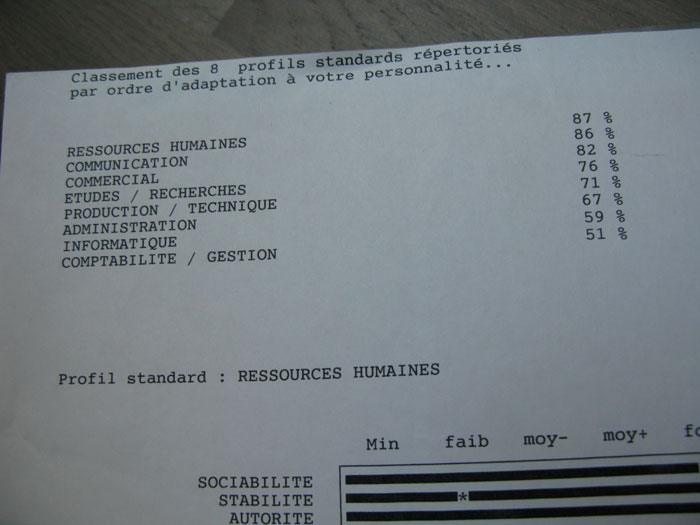 Classement des 8 profils standards répertoriés
par ordre d'adaptation à votre personnalité...
RESSOURCES HUMAINES 87 %
COMMUNICATION 86 %
COMMERCIAL 82 %
ETUDES / RECHERCHES 76 %
PRODUCTION / TECHNIQUE 71 %
ADMINISTRATION 67 %
INFORMATIQUE 59 %
COMPTABILITE / GESTION 51 %
Profil standard : RESSOURCES HUMAINES
Min faib moy- moy+
SOCIABILITE
STABILITE *
AUTORITE